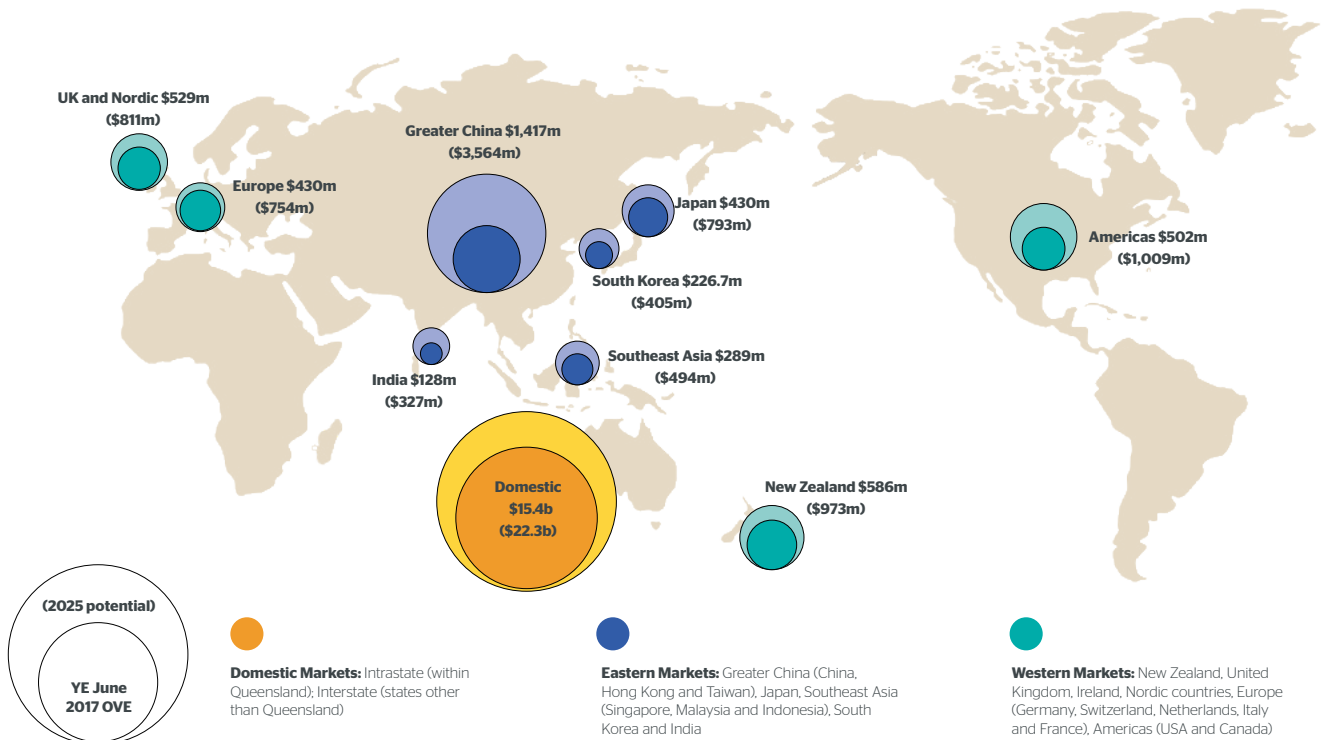 UK and Nordic $529m
($811m)
Greater China $1,417m
($3,564m)
Europe $430m
($754m)
Japan $430m
($793m)
Americas $502m
($1,009m)
South Korea $226.7m
($405m)
Southeast Asia $289m
($494m)
India $128m
($327m)
Domestic
$15.4b
($22.3b)
New Zealand $586m
($973m)
(2025 potential)
YE June
2017 OVE
Domestic Markets: Intrastate (within
Queensland); Interstate (states other
than Queensland)
Eastern Markets: Greater China (China,
Hong Kong and Taiwan), Japan, Southeast Asia
(Singapore, Malaysia and Indonesia), South
Korea and India
Western Markets: New Zealand, United
Kingdom, Ireland, Nordic countries, Europe
(Germany, Switzerland, Netherlands, Italy
and France), Americas (USA and Canada)